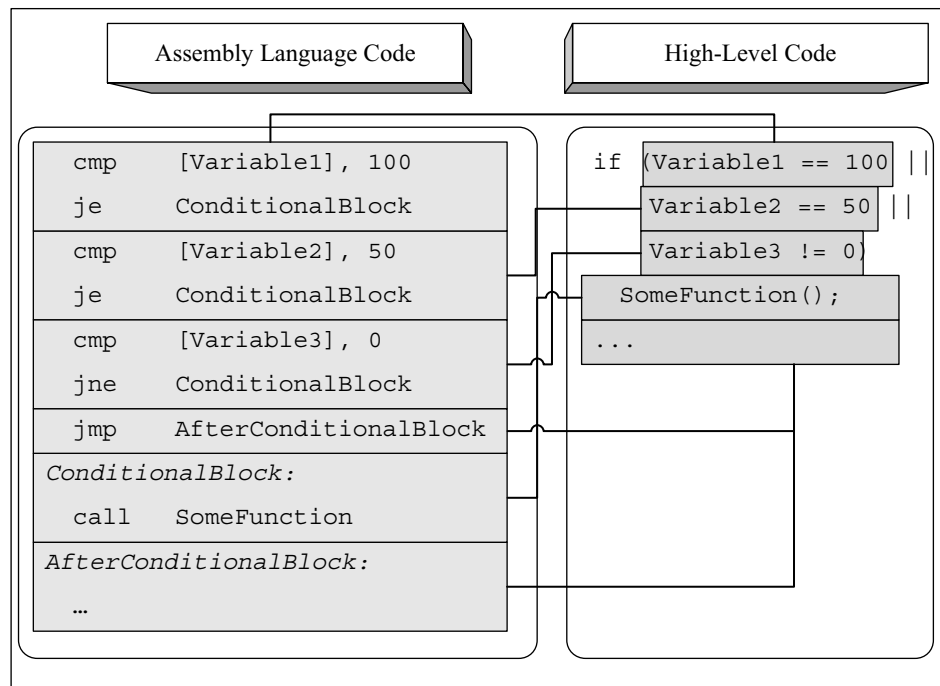 Assembly Language Code
High-Level Code
cmp [Variable1], 100
je ConditionalBlock
cmp [Variable2], 50
je ConditionalBlock
cmp [Variable3], 0
jne ConditionalBlock
jmp AfterConditionalBlock
ConditionalBlock:
call SomeFunction
AfterConditionalBlock:
…
if (Variable1 == 100 ||
Variable2 == 50 ||
Variable3 != 0)
SomeFunction();
...